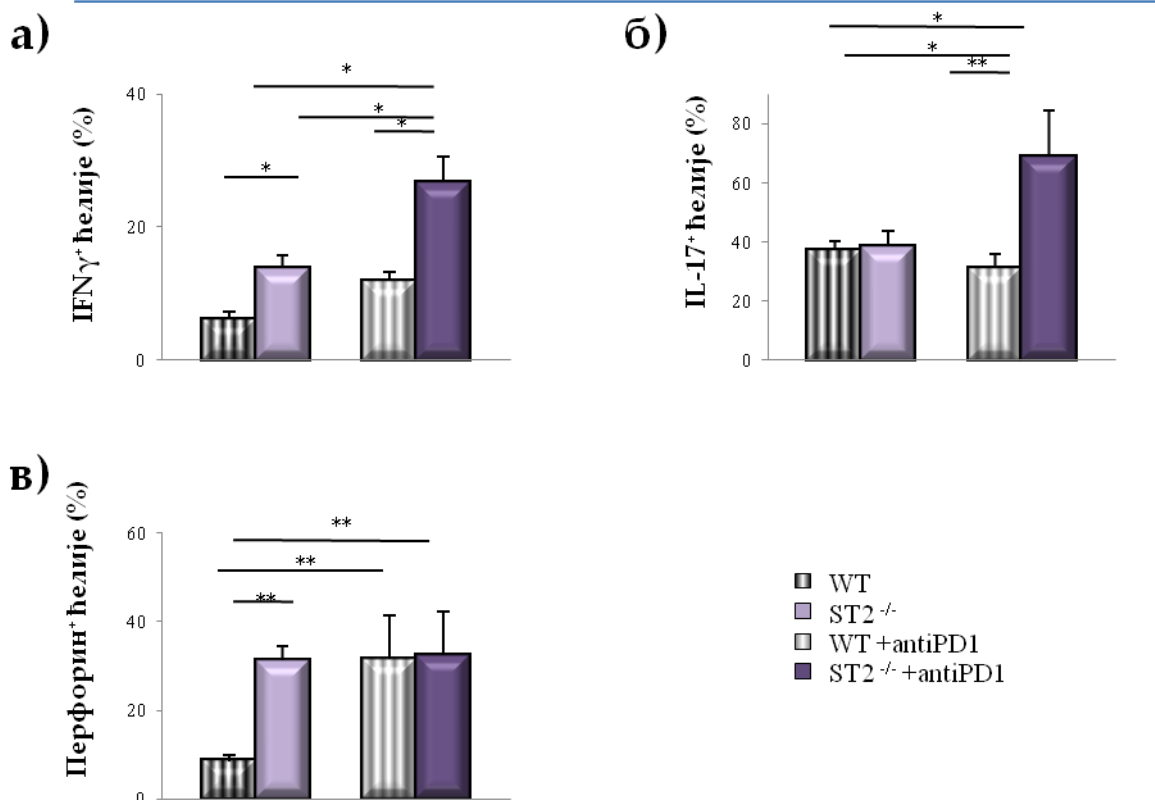 а)
*
*
*
*
40
20
0
IFNγ⁺ ћелије (%)
б)
*
*
**
80
60
40
20
0
IL-17⁺ ћелије (%)
в)
**
**
**
60
40
20
0
Перфорин⁺ ћелије (%)
WT
ST2 -/-
WT +antiPD1
ST2 -/- +antiPD1